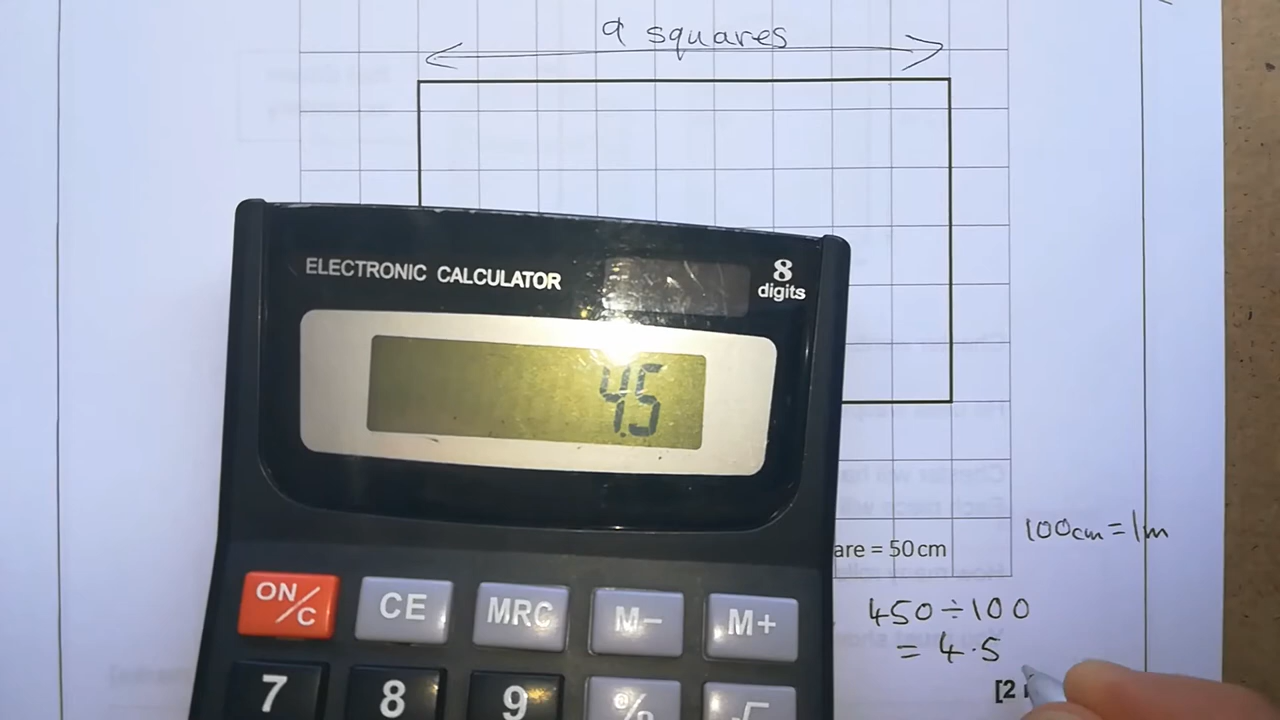 9 squares
ELECTRONIC CALCULATOR
8
digits
4.5
100cm = 1m
are = 50 cm
450 ÷ 100
= 4.5
[2
ON/C CE MRC M− M+
7 8 9 % √